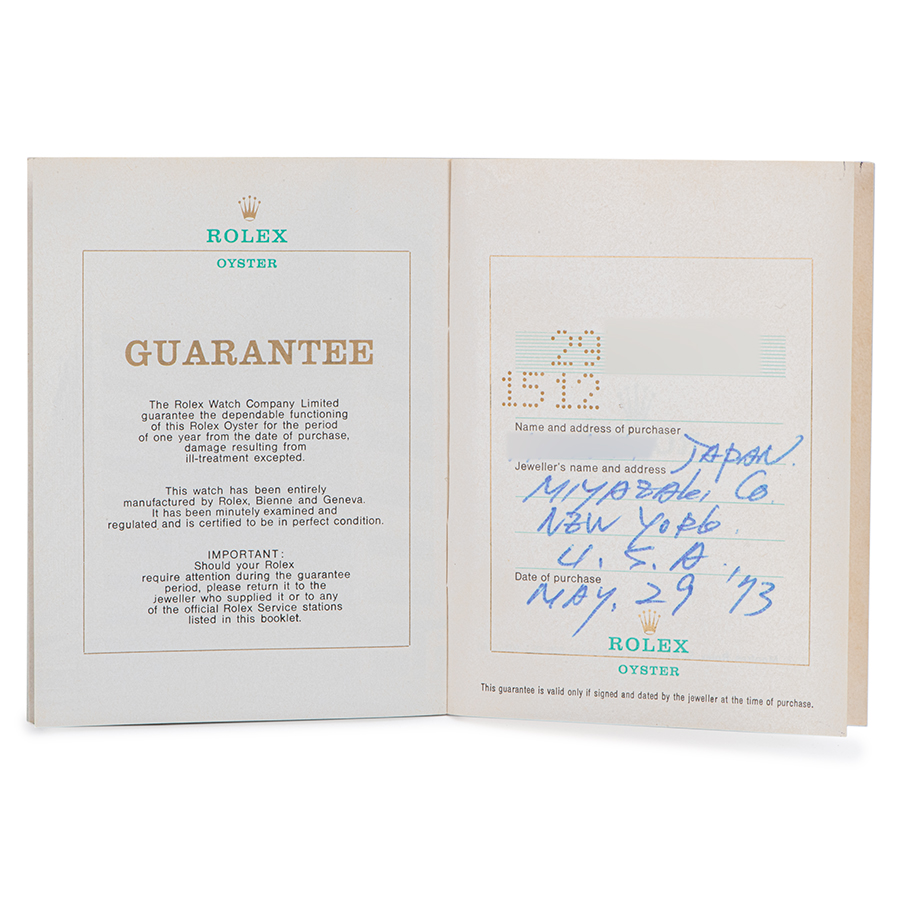 ROLEX
OYSTER
GUARANTEE
The Rolex Watch Company Limited
guarantee the dependable functioning
of this Rolex Oyster for the period
of one year from the date of purchase,
damage resulting from
ill-treatment excepted.
This watch has been entirely
manufactured by Rolex, Bienne and Geneva.
It has been minutely examined and
regulated and is certified to be in perfect condition.
IMPORTANT:
Should your Rolex
require attention during the guarantee
period, please return it to the
jeweller who supplied it or to any
of the official Rolex Service stations
listed in this booklet.
29
1512
Name and address of purchaser
JAPAN.
Jeweller's name and address
MIYAZAki Co.
NEW YORk.
U. S. A.
Date of purchase
MAY. 29 '73
ROLEX
OYSTER
This guarantee is valid only if signed and dated by the jeweller at the time of purchase.